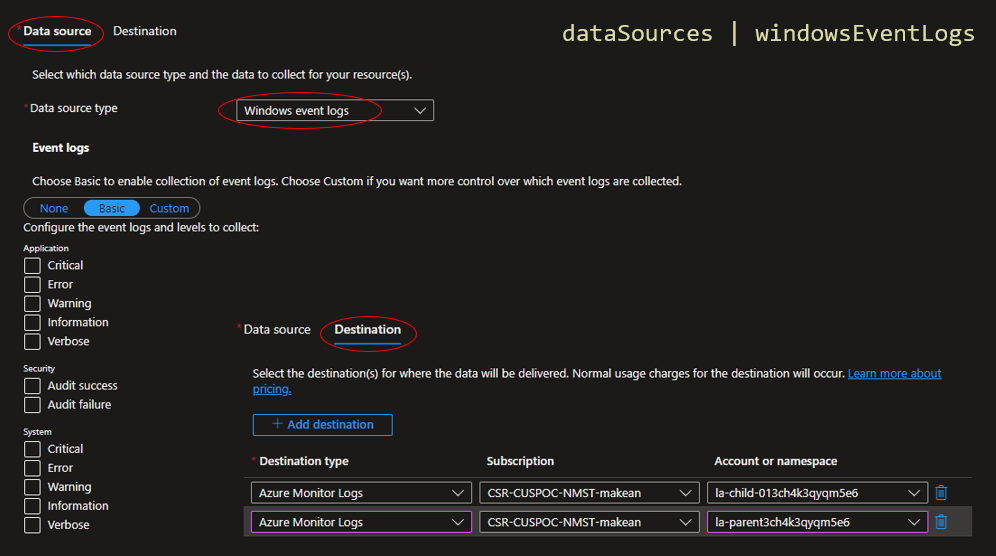 * Data source Destination
dataSources | windowsEventLogs
Select which data source type and the data to collect for your resource(s).
* Data source type
Windows event logs
Event logs
Choose Basic to enable collection of event logs. Choose Custom if you want more control over which event logs are collected.
None Basic Custom
Configure the event logs and levels to collect:
Application
Critical
Error
Warning
Information
Verbose
Security
Audit success
Audit failure
System
Critical
Error
Warning
Information
Verbose
* Data source Destination
Select the destination(s) for where the data will be delivered. Normal usage charges for the destination will occur. Learn more about
pricing.
+ Add destination
* Destination type Subscription Account or namespace
Azure Monitor Logs CSR-CUSPOC-NMST-makean la-child-013ch4k3qyqm5e6
Azure Monitor Logs CSR-CUSPOC-NMST-makean la-parent3ch4k3qyqm5e6